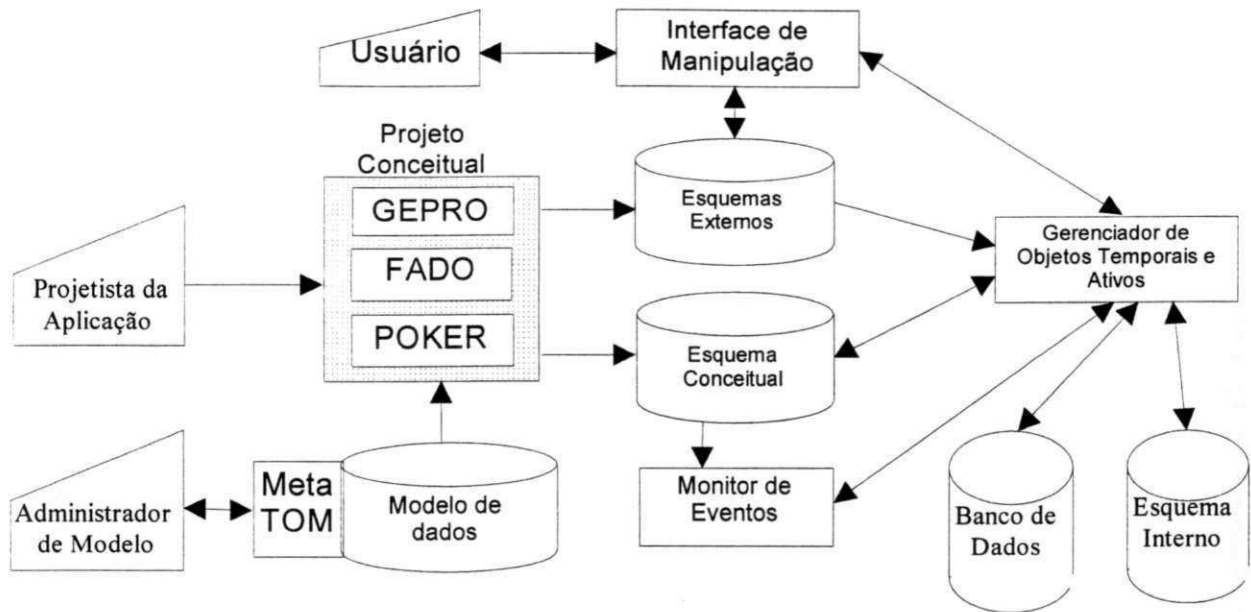 Usuário
Interface de
Manipulação
Projeto
Conceitual
GEPRO
FADO
POKER
Esquemas
Externos
Gerenciador de
Objetos Temporais e
Ativos
Projetista da
Aplicação
Esquema
Conceitual
Administrador
de Modelo
Meta
TOM
Modelo de
dados
Monitor de
Eventos
Banco de
Dados
Esquema
Interno